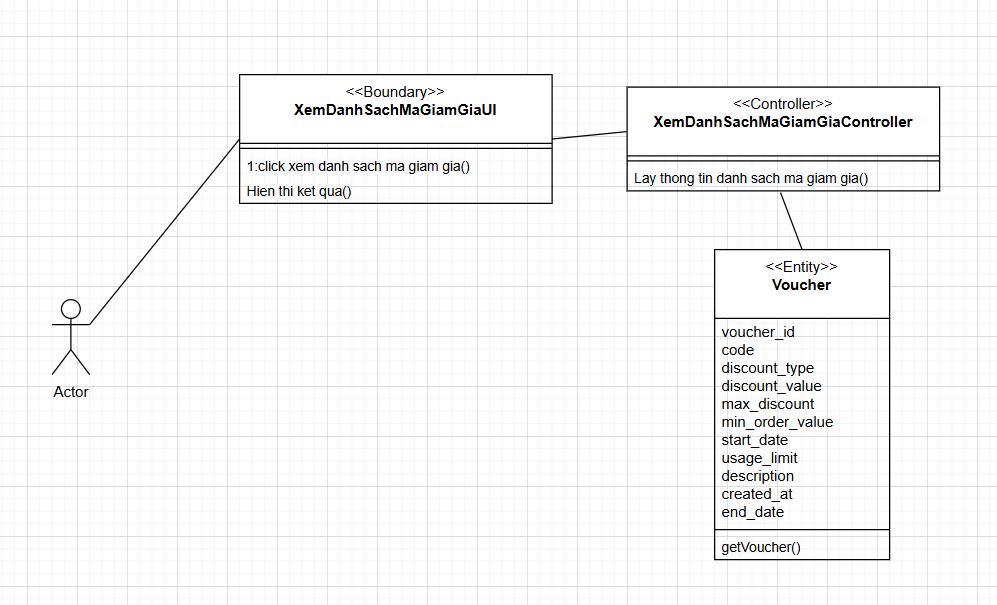 <<Boundary>>
XemDanhSachMaGiamGiaUI
1:click xem danh sach ma giam gia()
Hien thi ket qua()
<<Controller>>
XemDanhSachMaGiamGiaController
Lay thong tin danh sach ma giam gia()
<<Entity>>
Voucher
voucher_id
code
discount_type
discount_value
max_discount
min_order_value
start_date
usage_limit
description
created_at
end_date
getVoucher()
Actor